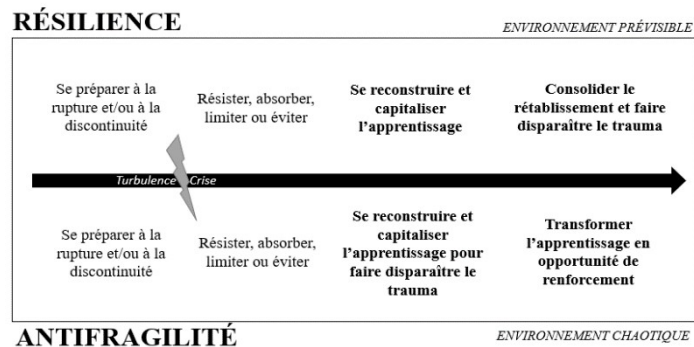 RÉSILIENCE
ENVIRONNEMENT PRÉVISIBLE
Se préparer à la
rupture et/ou à la
discontinuité
Résister, absorber,
limiter ou éviter
Se reconstruire et
capitaliser
l’apprentissage
Consolider le
rétablissement et faire
disparaître le trauma
Turbulence
Crise
Se préparer à la
rupture et/ou à la
discontinuité
Résister, absorber,
limiter ou éviter
Se reconstruire et
capitaliser
l’apprentissage pour
faire disparaître le
trauma
Transformer
l’apprentissage en
opportunité de
renforcement
ANTIFRAGILITÉ
ENVIRONNEMENT CHAOTIQUE